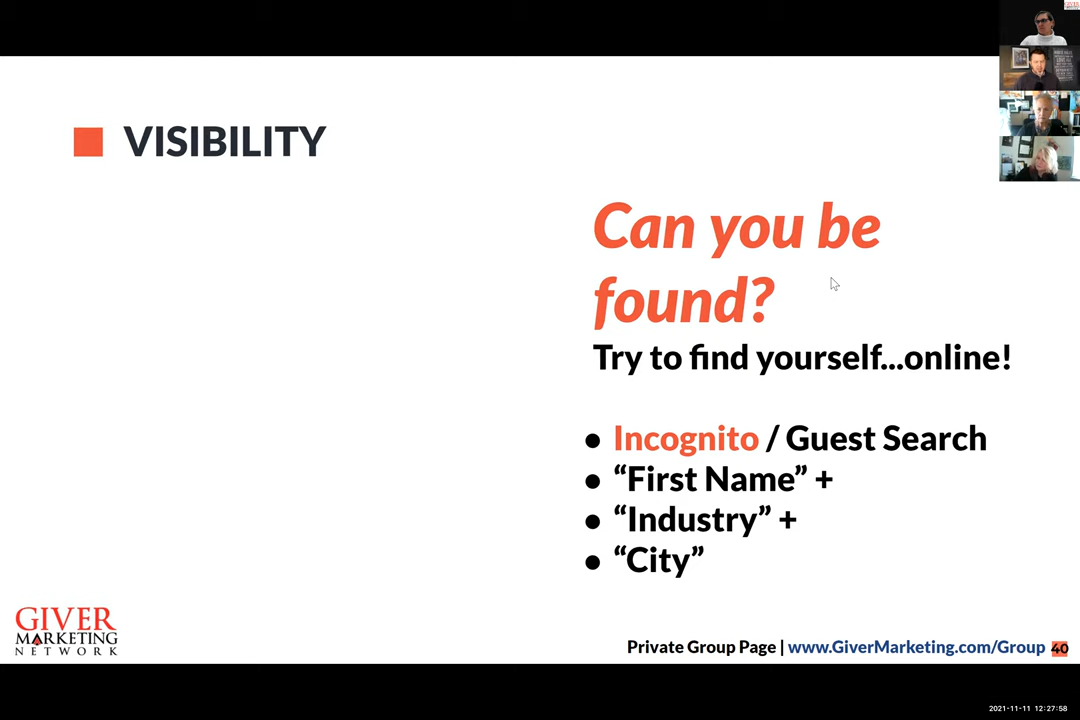 VISIBILITY
Can you be
found?
Try to find yourself...online!
● Incognito / Guest Search
● “First Name” +
● “Industry” +
● “City”
GIVER
MARKETING
NETWORK
Private Group Page | www.GiverMarketing.com/Group 40
2021-11-11 12:27:58
GIVER